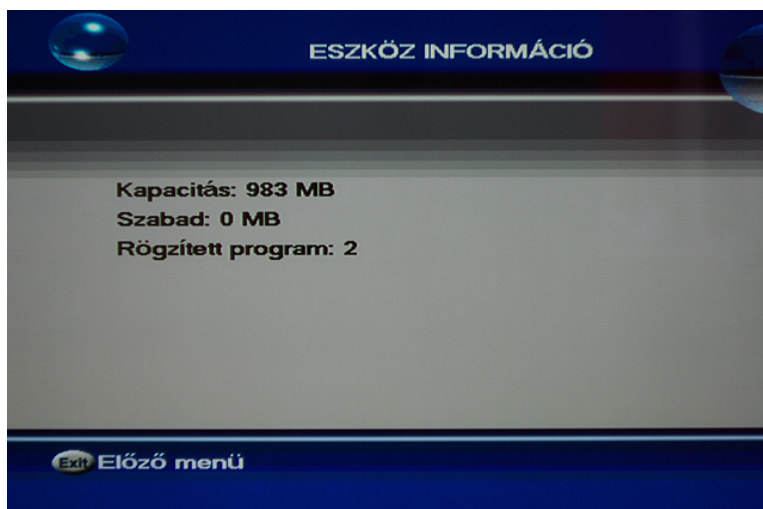 ESZKÖZ INFORMÁCIÓ
Kapacitás: 983 MB
Szabad: 0 MB
Rögzített program: 2
Exit Előző menü